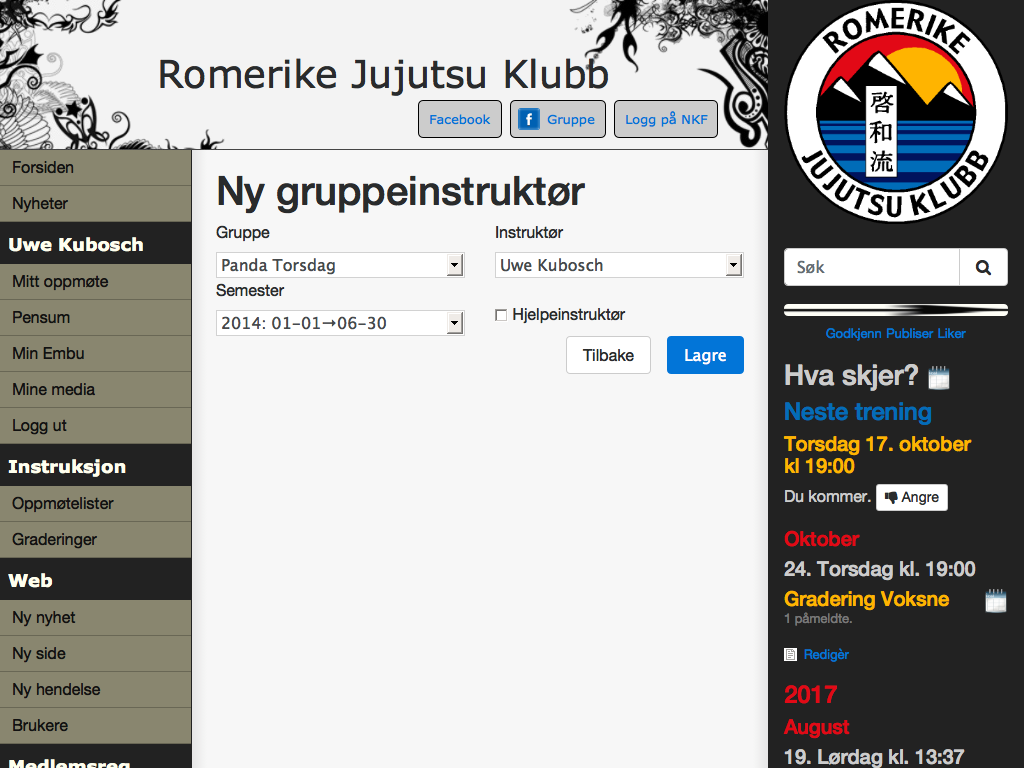 Romerike Jujutsu Klubb
Facebook
f Gruppe
Logg på NKF
Forsiden
Nyheter
Uwe Kubosch
Mitt oppmøte
Pensum
Min Embu
Mine media
Logg ut
Instruksjon
Oppmøtelister
Graderinger
Web
Ny nyhet
Ny side
Ny hendelse
Brukere
Medlemsreg
Ny gruppeinstruktør
Gruppe
Instruktør
Panda Torsdag
Uwe Kubosch
Semester
2014: 01-01→06-30
Hjelpeinstruktør
Tilbake
Lagre
ROMERIKE
啓和流
JUJUTSU KLUBB
Søk
Godkjenn Publiser Liker
Hva skjer?
Neste trening
Torsdag 17. oktober
kl 19:00
Du kommer. Angre
Oktober
24. Torsdag kl. 19:00
Gradering Voksne
1 påmeldte.
Redigèr
2017
August
19. Lørdag kl. 13:37